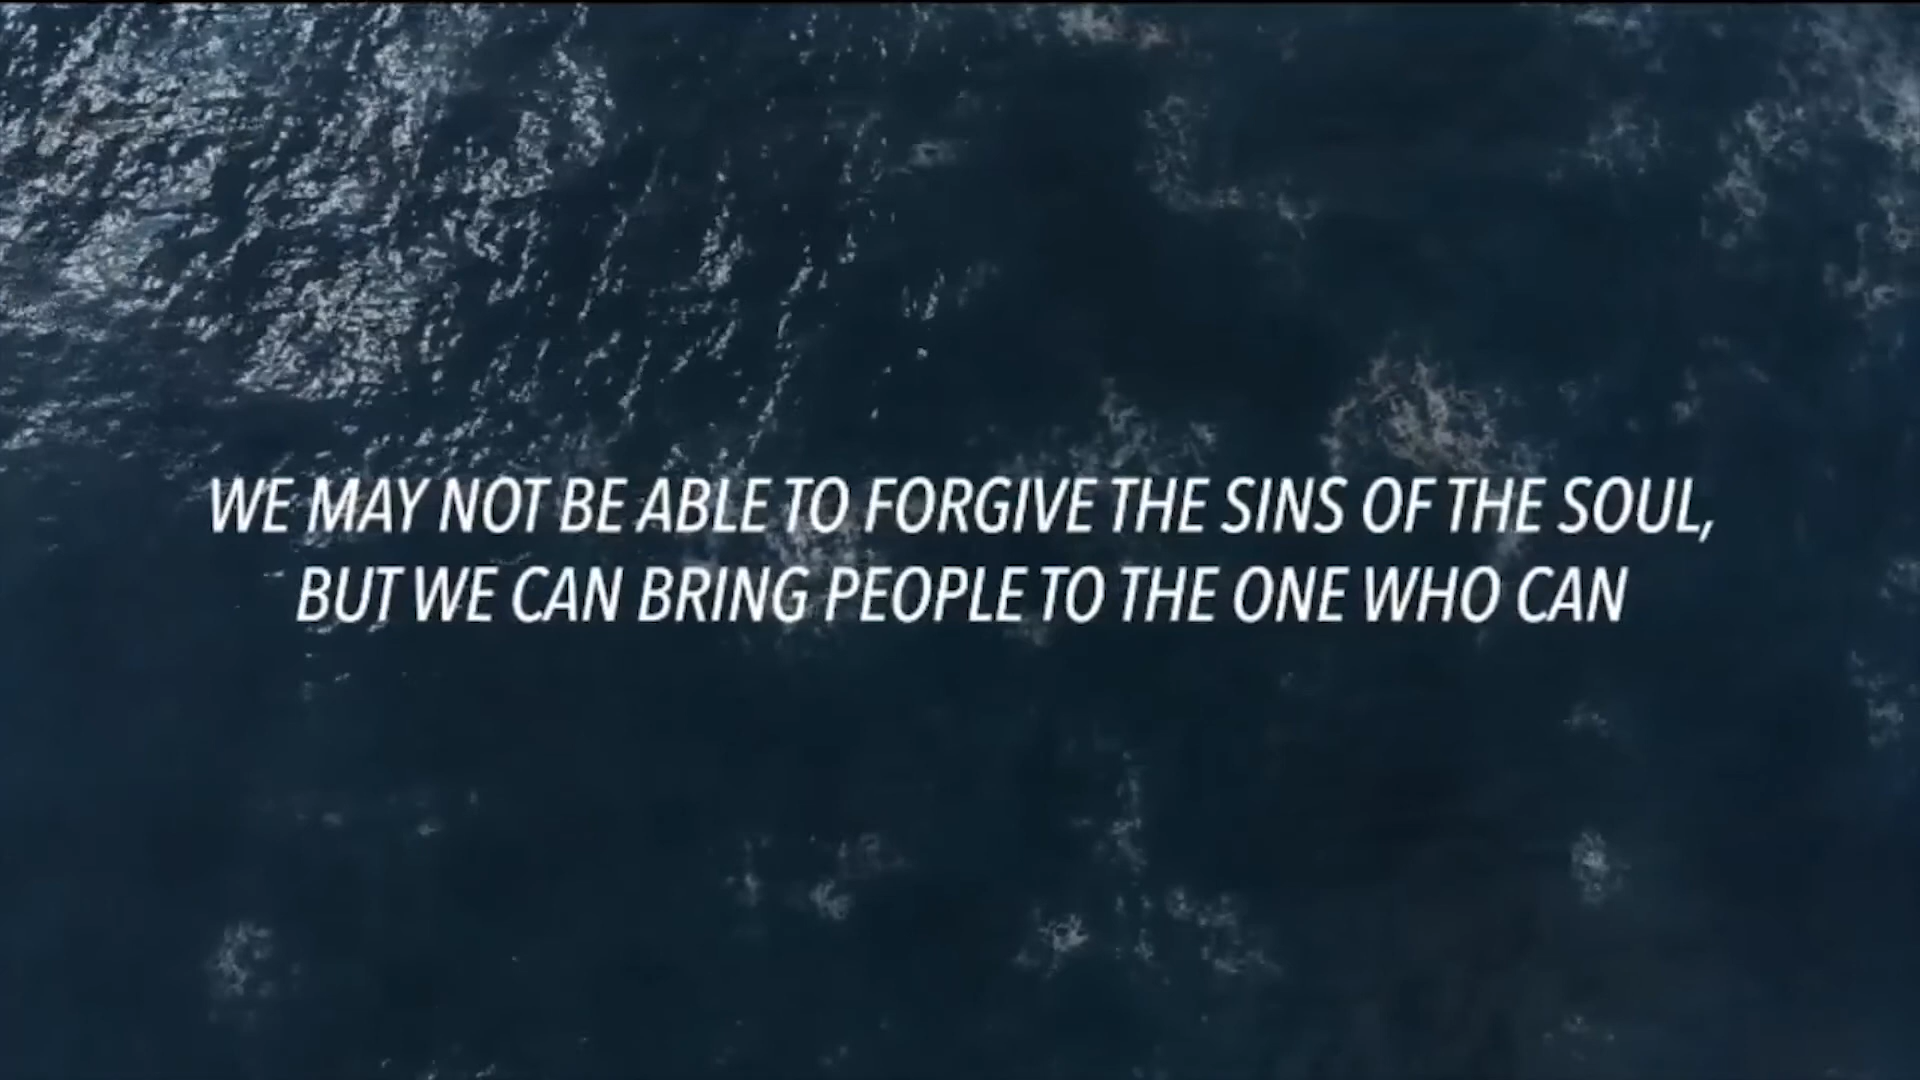 WE MAY NOT BE ABLE TO FORGIVE THE SINS OF THE SOUL,
BUT WE CAN BRING PEOPLE TO THE ONE WHO CAN